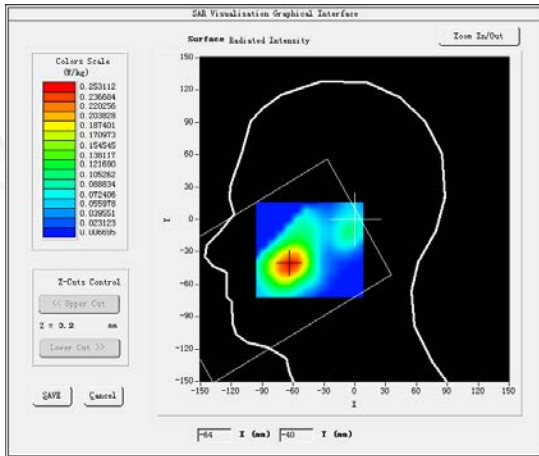 SAR Visualisation Graphical Interface
Surface Radiated Intensity
Zoom In/Out
Colors Scale
(W/kg)
0.253112
0.236604
0.220256
0.203828
0.187401
0.170973
0.154545
0.138117
0.121690
0.105262
0.088834
0.072406
0.055978
0.039551
0.023123
0.006695
Z-Cuts Control
<< Upper Cut
Z = 3.2 mm
Lower Cut >>
SAVE Cancel
150
120
90
60
30
0
-30
-60
-90
-120
-150
Y
-150 -120 -90 -60 -30 0 30 60 90 120 150
X
-64 X (mm) -40 Y (mm)